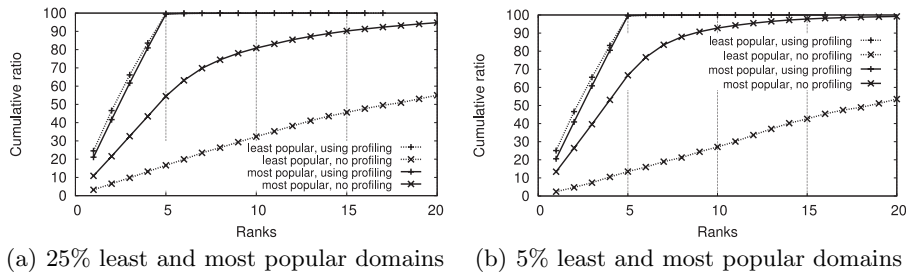 100
90
80
70
60
50
40
30
20
10
0
Cumulative ratio
least popular, using profiling
least popular, no profiling
most popular, using profiling
most popular, no profiling
0 5 10 15 20
Ranks
(a) 25% least and most popular domains
100
90
80
70
60
50
40
30
20
10
0
Cumulative ratio
least popular, using profiling
least popular, no profiling
most popular, using profiling
most popular, no profiling
0 5 10 15 20
Ranks
(b) 5% least and most popular domains